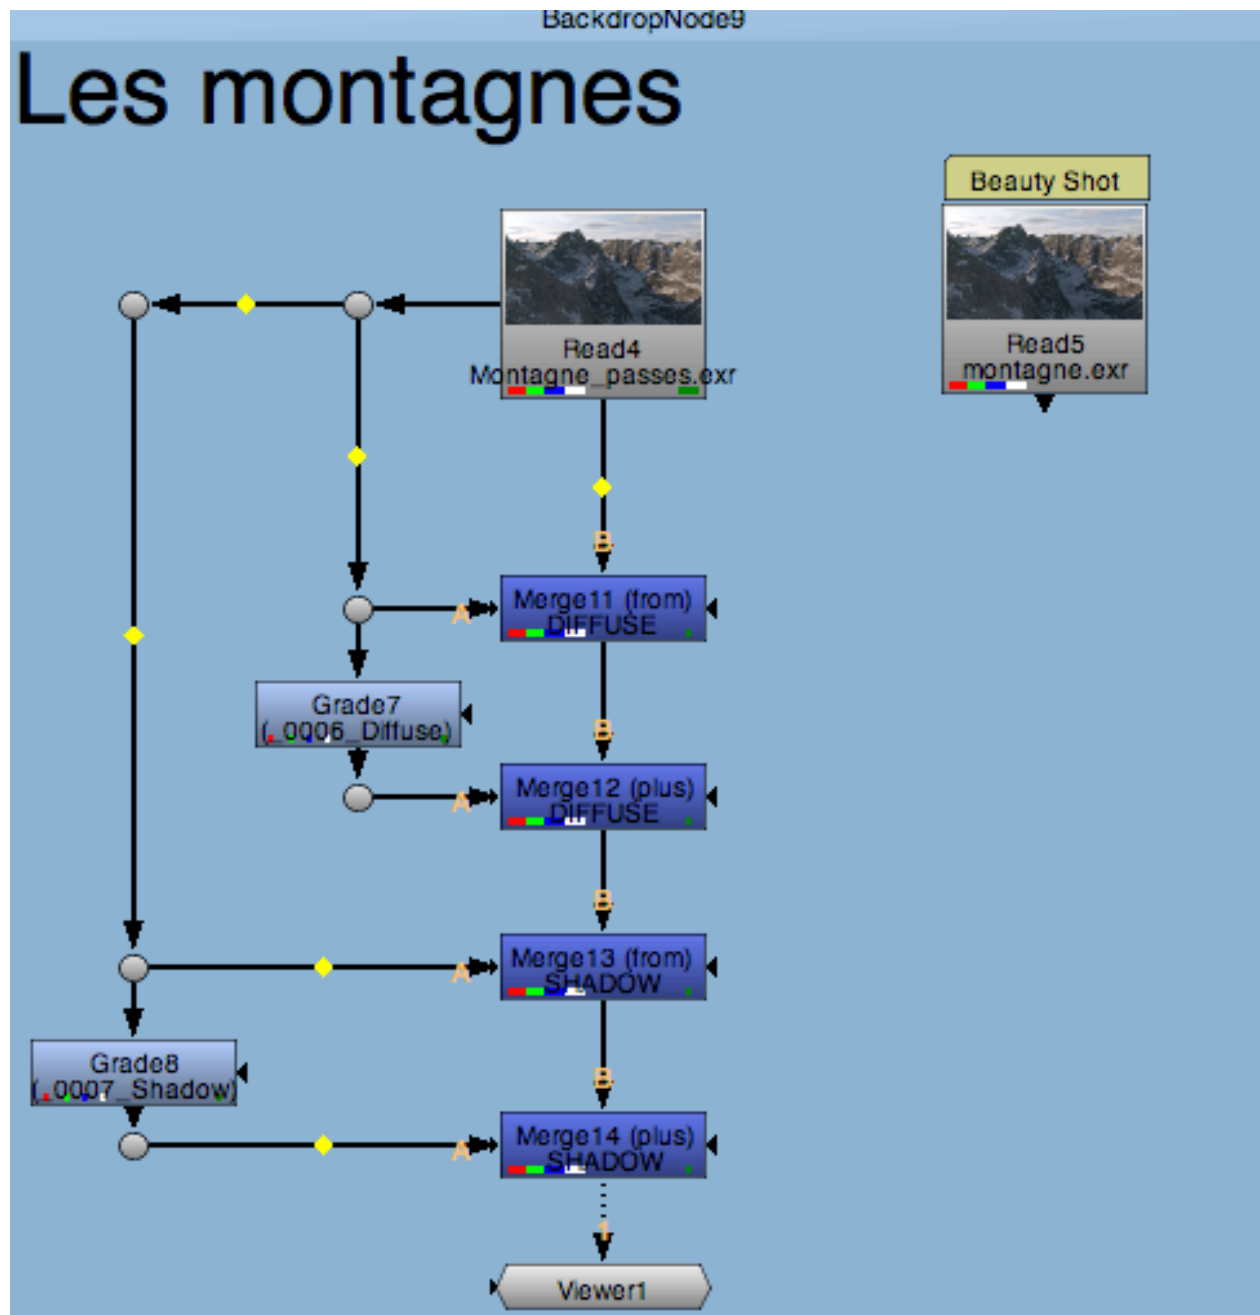 BackdropNode9
Les montagnes
Beauty Shot
Read4
Montagne_passes.exr
Read5
montagne.exr
B
A
Merge11 (from)
DIFFUSE
Grade7
(_0006_Diffuse)
B
A
Merge12 (plus)
DIFFUSE
B
A
Merge13 (from)
SHADOW
Grade8
(_0007_Shadow)
B
A
Merge14 (plus)
SHADOW
1
Viewer1